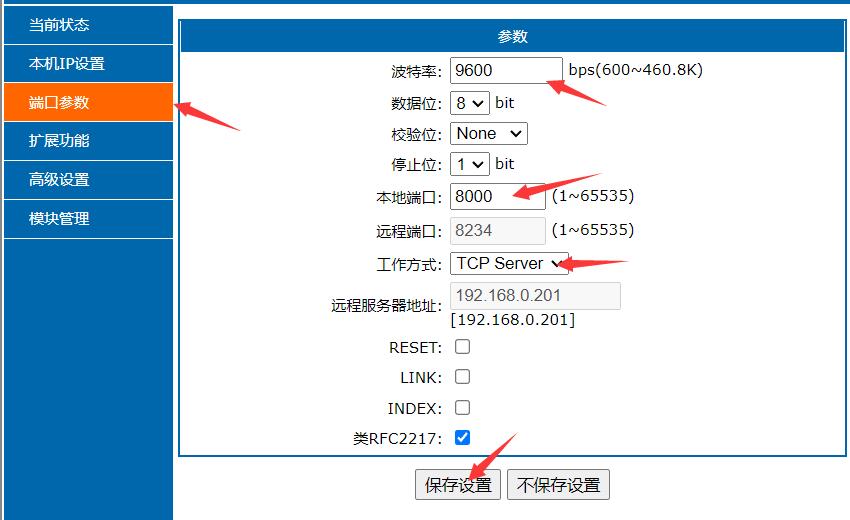 当前状态
本机IP设置
端口参数
扩展功能
高级设置
模块管理
参数
波特率: 9600 bps(600~460.8K)
数据位: 8 bit
校验位: None
停止位: 1 bit
本地端口: 8000 (1~65535)
远程端口: 8234 (1~65535)
工作方式: TCP Server
远程服务器地址: 192.168.0.201
[192.168.0.201]
RESET:
LINK:
INDEX:
类RFC2217:
保存设置 不保存设置